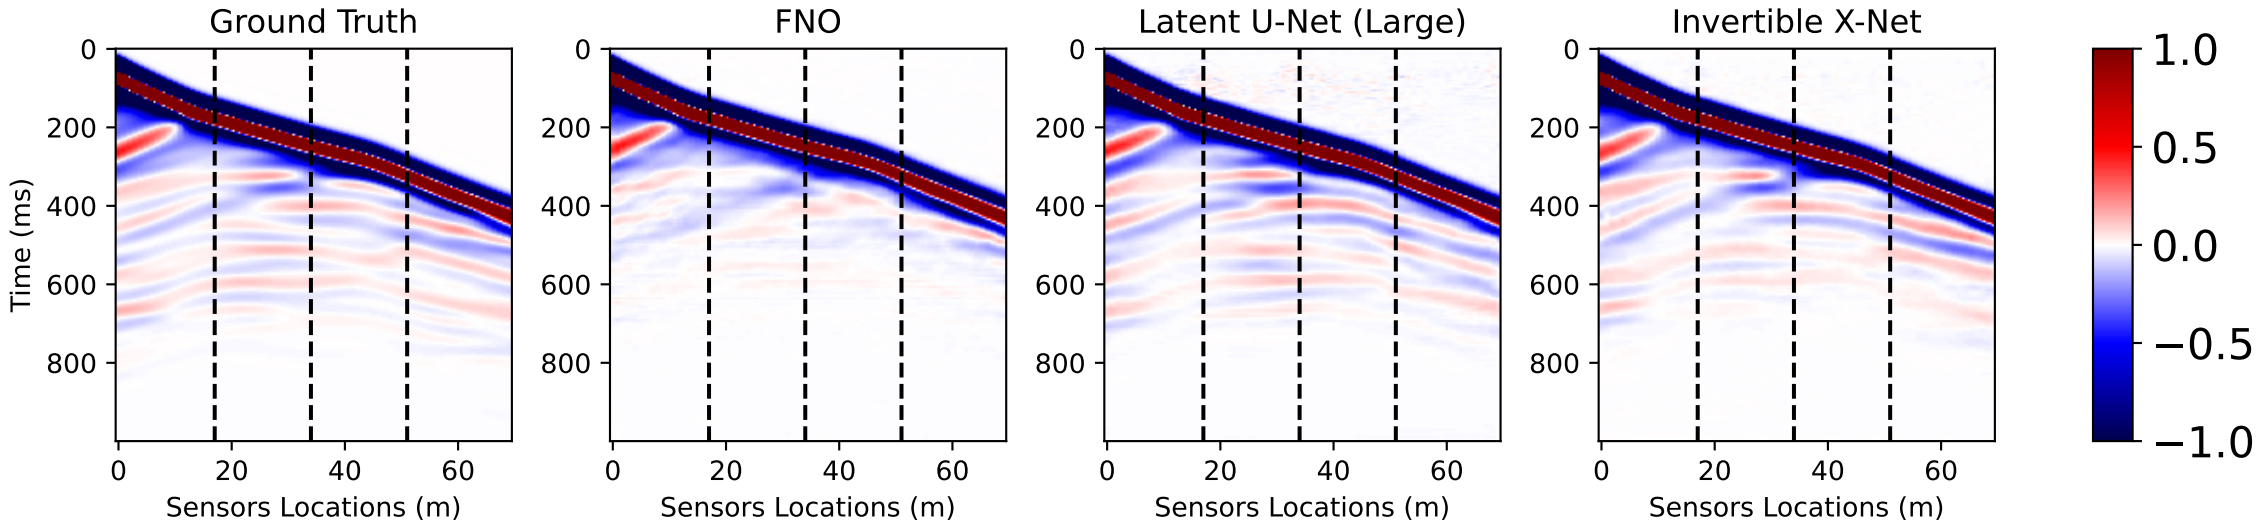 Ground Truth
FNO
Latent U-Net (Large)
Invertible X-Net
0
200
400
600
800
Time (ms)
0 20 40 60
Sensors Locations (m)
0
200
400
600
800
0 20 40 60
Sensors Locations (m)
0
200
400
600
800
0 20 40 60
Sensors Locations (m)
0
200
400
600
800
0 20 40 60
Sensors Locations (m)
1.0
0.5
0.0
−0.5
−1.0